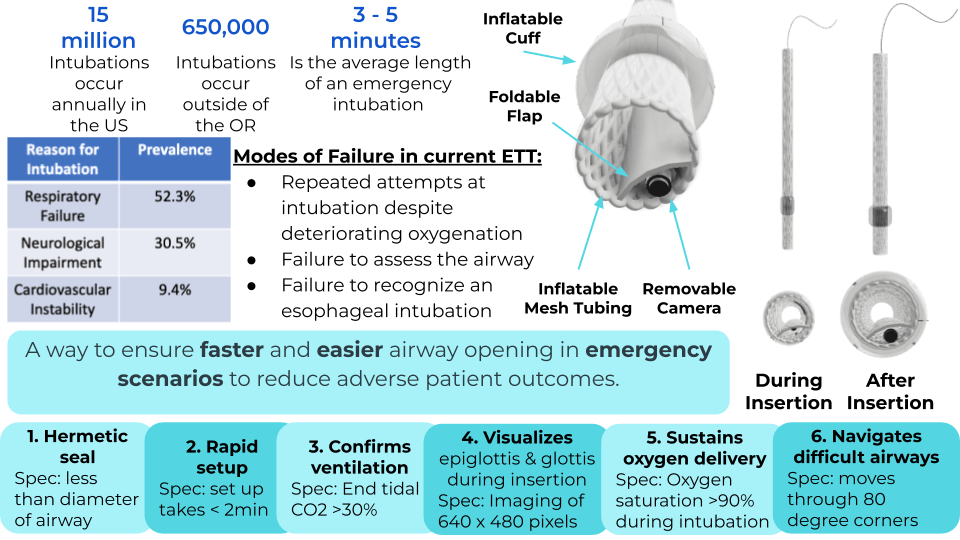 15
million
Intubations
occur
annually in
the US
650,000
Intubations
occur
outside of
the OR
3 - 5
minutes
Is the average length
of an emergency
intubation
Reason for
Intubation
Prevalence
Respiratory
Failure
52.3%
Neurological
Impairment
30.5%
Cardiovascular
Instability
9.4%
Modes of Failure in current ETT:
● Repeated attempts at
intubation despite
deteriorating oxygenation
● Failure to assess the airway
● Failure to recognize an
esophageal intubation
Inflatable
Cuff
Foldable
Flap
Inflatable
Mesh Tubing
Removable
Camera
During
Insertion
After
Insertion
A way to ensure faster and easier airway opening in emergency
scenarios to reduce adverse patient outcomes.
1. Hermetic
seal
Spec: less
than diameter
of airway
2. Rapid
setup
Spec: set up
takes < 2min
3. Confirms
ventilation
Spec: End tidal
CO2 >30%
4. Visualizes
epiglottis & glottis
during insertion
Spec: Imaging of
640 x 480 pixels
5. Sustains
oxygen delivery
Spec: Oxygen
saturation >90%
during intubation
6. Navigates
difficult airways
Spec: moves
through 80
degree corners